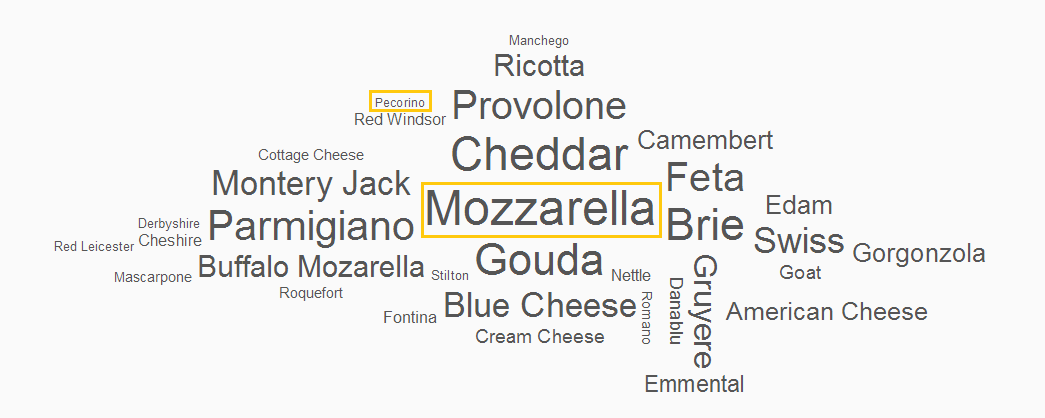 Manchego
Ricotta
Pecorino
Provolone
Red Windsor
Cheddar
Camembert
Cottage Cheese
Montery Jack
Feta
Mozzarella
Edam
Derbyshire
Parmigiano
Brie
Red Leicester
Cheshire
Swiss
Gorgonzola
Mascarpone
Buffalo Mozarella
Stilton
Gouda
Nettle
Goat
Roquefort
Blue Cheese
Romano
Danablu
Gruyere
American Cheese
Fontina
Cream Cheese
Emmental